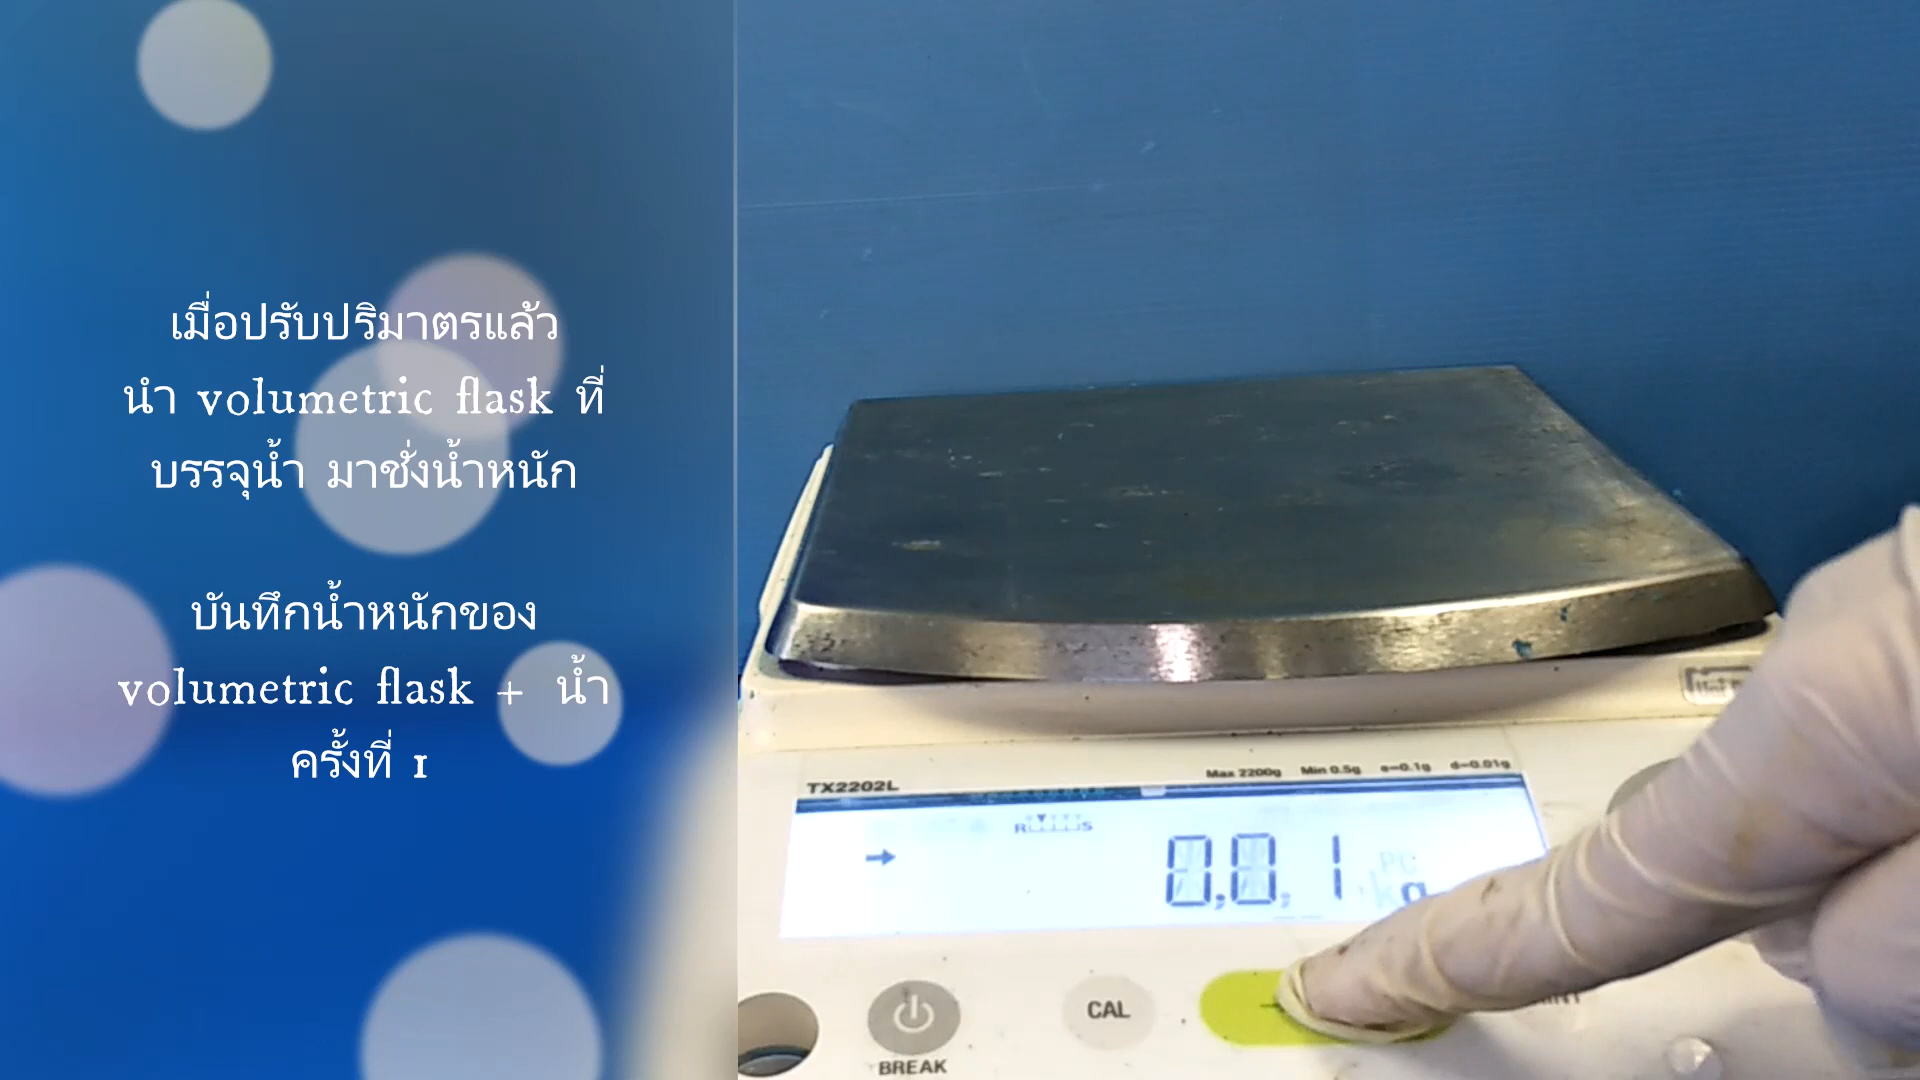 เมื่อปรับปริมาตรแล้ว
นำ volumetric flask ที่
บรรจุน้ำ มาชั่งน้ำหนัก
บันทึกน้ำหนักของ
volumetric flask + น้ำ
ครั้งที่ 1
TX2202L
Max 2200g Min 0.5g e=0.1g d=0.01g
R S
CAL
BREAK